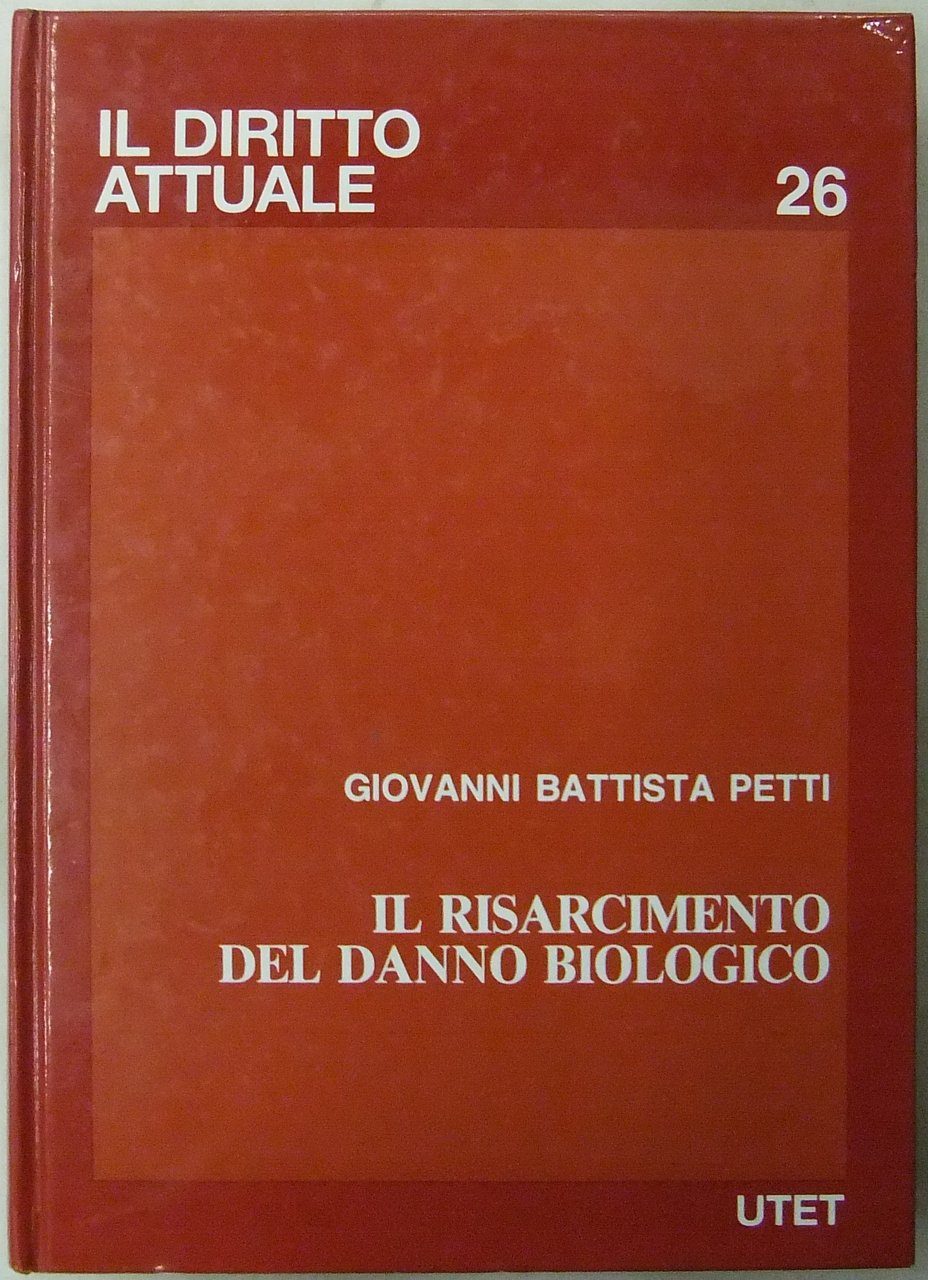 IL DIRITTO
ATTUALE
26
GIOVANNI BATTISTA PETTI
IL RISARCIMENTO
DEL DANNO BIOLOGICO
UTET